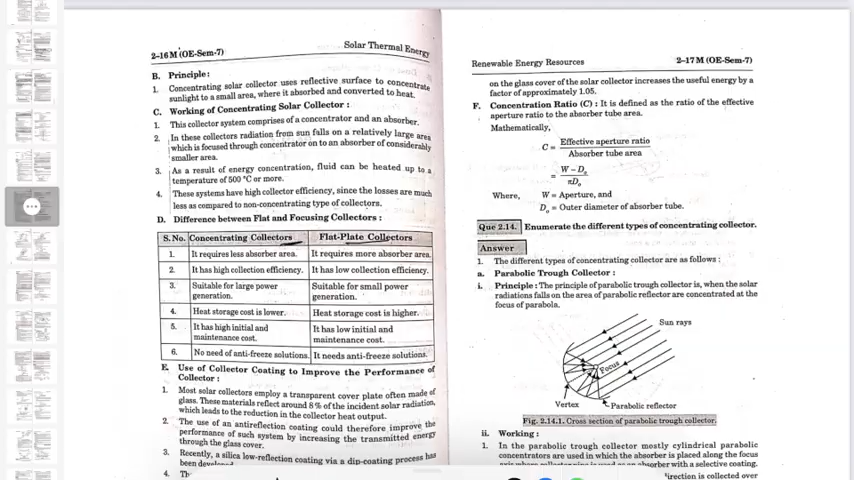 2–16 M (OE-Sem-7)
Solar Thermal Energy
B. Principle :
1. Concentrating solar collector uses reflective surface to concentrate
sunlight to a small area, where it absorbed and converted to heat.
C. Working of Concentrating Solar Collector :
1. This collector system comprises of a concentrator and an absorber.
2. In these collectors radiation from sun falls on a relatively large area
which is focused through concentrator on to an absorber of considerably
smaller area.
3. As a result of energy concentration, fluid can be heated up to a
temperature of 500 °C or more.
4. These systems have high collector efficiency, since the losses are much
less as compared to non-concentrating type of collectors.
D. Difference between Flat and Focusing Collectors :
S. No. Concentrating Collectors Flat-Plate Collectors
1. It requires less absorber area. It requires more absorber area.
2. It has high collection efficiency. It has low collection efficiency.
3. Suitable for large power Suitable for small power
generation. generation.
4. Heat storage cost is lower. Heat storage cost is higher.
5. It has high initial and It has low initial and
maintenance cost. maintenance cost.
6. No need of anti-freeze solutions. It needs anti-freeze solutions.
E. Use of Collector Coating to Improve the Performance of
Collector :
1. Most solar collectors employ a transparent cover plate often made of
glass. These materials reflect around 8 % of the incident solar radiation,
which leads to the reduction in the collector heat output.
2. The use of an antireflection coating could therefore improve the
performance of such system by increasing the transmitted energy
through the glass cover.
3. Recently, a silica low-reflection coating via a dip-coating process has
been
4.
Renewable Energy Resources
2–17 M (OE-Sem-7)
on the glass cover of the solar collector increases the useful energy by a
factor of approximately 1.05.
F. Concentration Ratio (C) : It is defined as the ratio of the effective
aperture ratio to the absorber tube area.
Mathematically,
C = Effective aperture ratio / Absorber tube area
= W – Dₒ / πDₒ
Where, W = Aperture, and
Dₒ = Outer diameter of absorber tube.
Que 2.14. Enumerate the different types of concentrating collector.
Answer
1. The different types of concentrating collector are as follows :
a. Parabolic Trough Collector :
i. Principle : The principle of parabolic trough collector is, when the solar
radiations falls on the area of parabolic reflector are concentrated at the
focus of parabola.
Sun rays
Focus
Vertex
Parabolic reflector
Fig. 2.14.1. Cross section of parabolic trough collector.
ii. Working :
1. In the parabolic trough collector mostly cylindrical parabolic
concentrators are used in which the absorber is placed along the focus
absorber with a selective coating.
is collected over